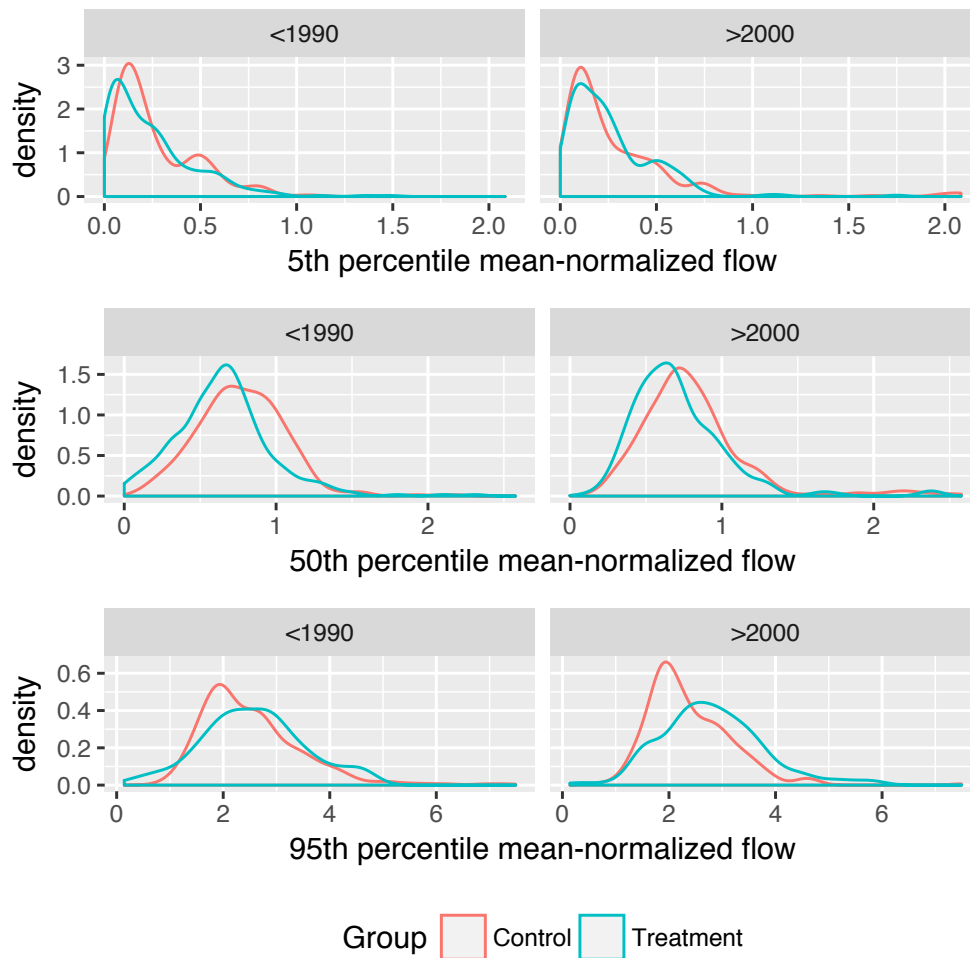 <1990 >2000
density
0
1
2
3
0.0 0.5 1.0 1.5 2.0 0.0 0.5 1.0 1.5 2.0
5th percentile mean-normalized flow
<1990 >2000
density
0.0
0.5
1.0
1.5
0 1 2 0 1 2
50th percentile mean-normalized flow
<1990 >2000
density
0.0
0.2
0.4
0.6
0 2 4 6 0 2 4 6
95th percentile mean-normalized flow
Group Control Treatment